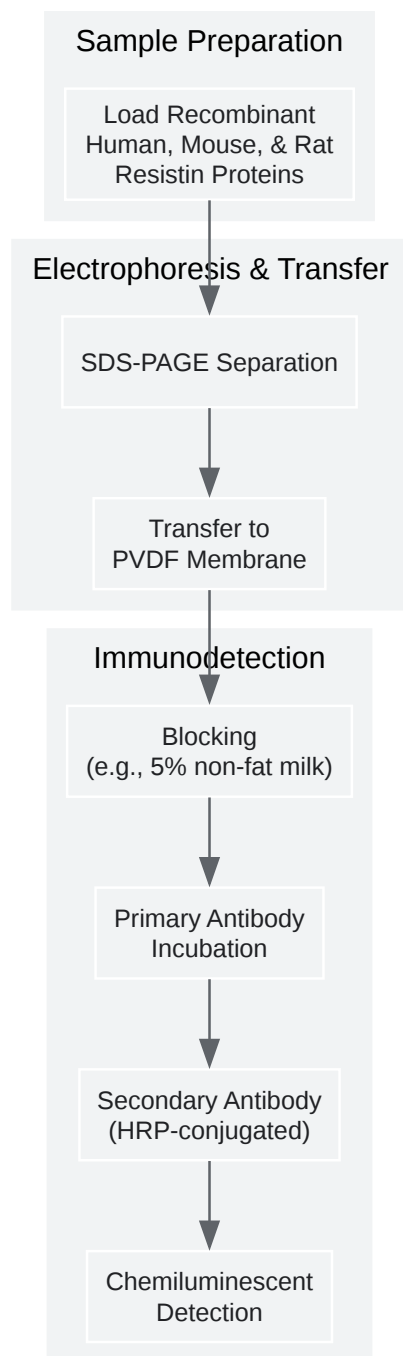 Sample Preparation
Load Recombinant
Human, Mouse, & Rat
Resistin Proteins
Electrophoresis & Transfer
SDS-PAGE Separation
Transfer to
PVDF Membrane
Immunodetection
Blocking
(e.g., 5% non-fat milk)
Primary Antibody
Incubation
Secondary Antibody
(HRP-conjugated)
Chemiluminescent
Detection